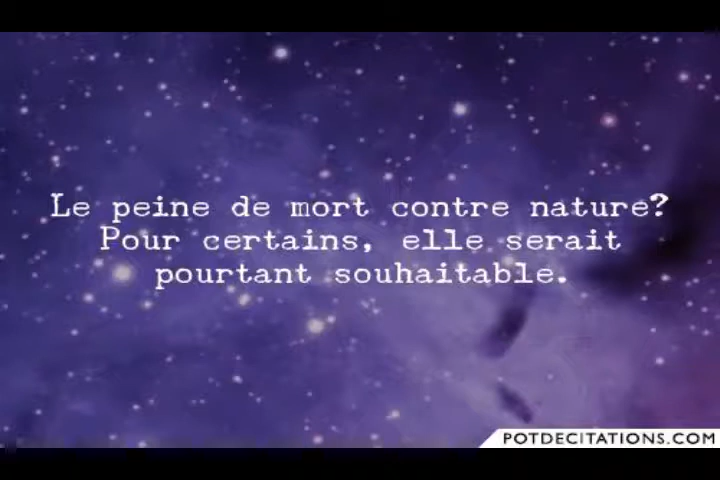 Le peine de mort contre nature?
Pour certains, elle serait
pourtant souhaitable.
POTDECITATIONS.COM